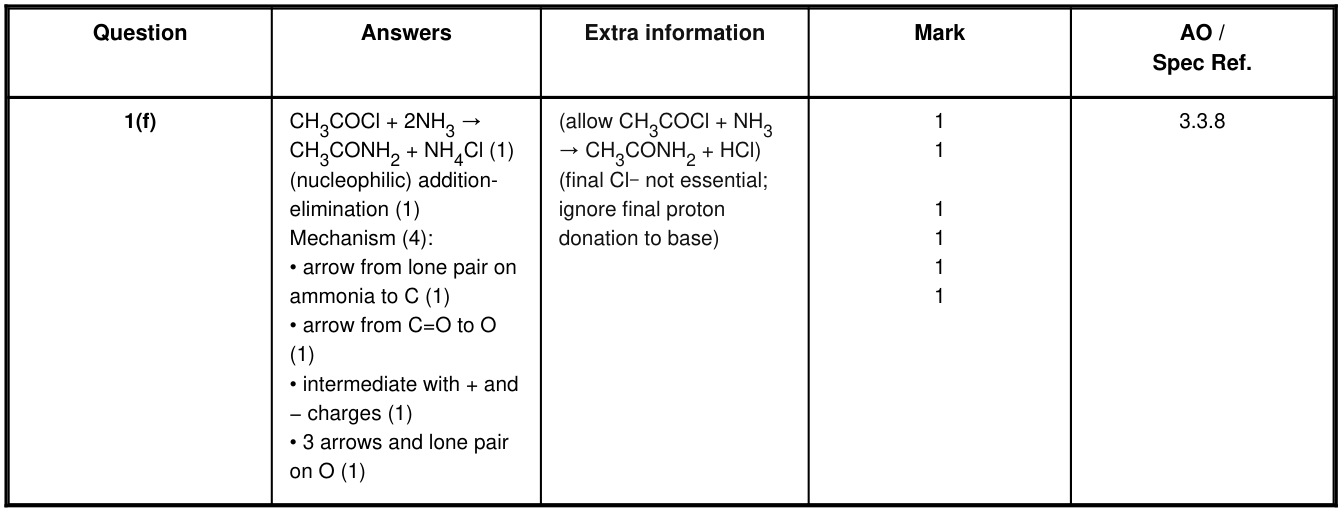 Question
Answers
Extra information
Mark
AO /
Spec Ref.
1(f)
CH₃COCl + 2NH₃ →
CH₃CONH₂ + NH₄Cl (1)
(nucleophilic) addition-
elimination (1)
Mechanism (4):
• arrow from lone pair on
ammonia to C (1)
• arrow from C=O to O
(1)
• intermediate with + and
− charges (1)
• 3 arrows and lone pair
on O (1)
(allow CH₃COCl + NH₃
→ CH₃CONH₂ + HCl)
(final Cl− not essential;
ignore final proton
donation to base)
1
1
1
1
1
1
3.3.8